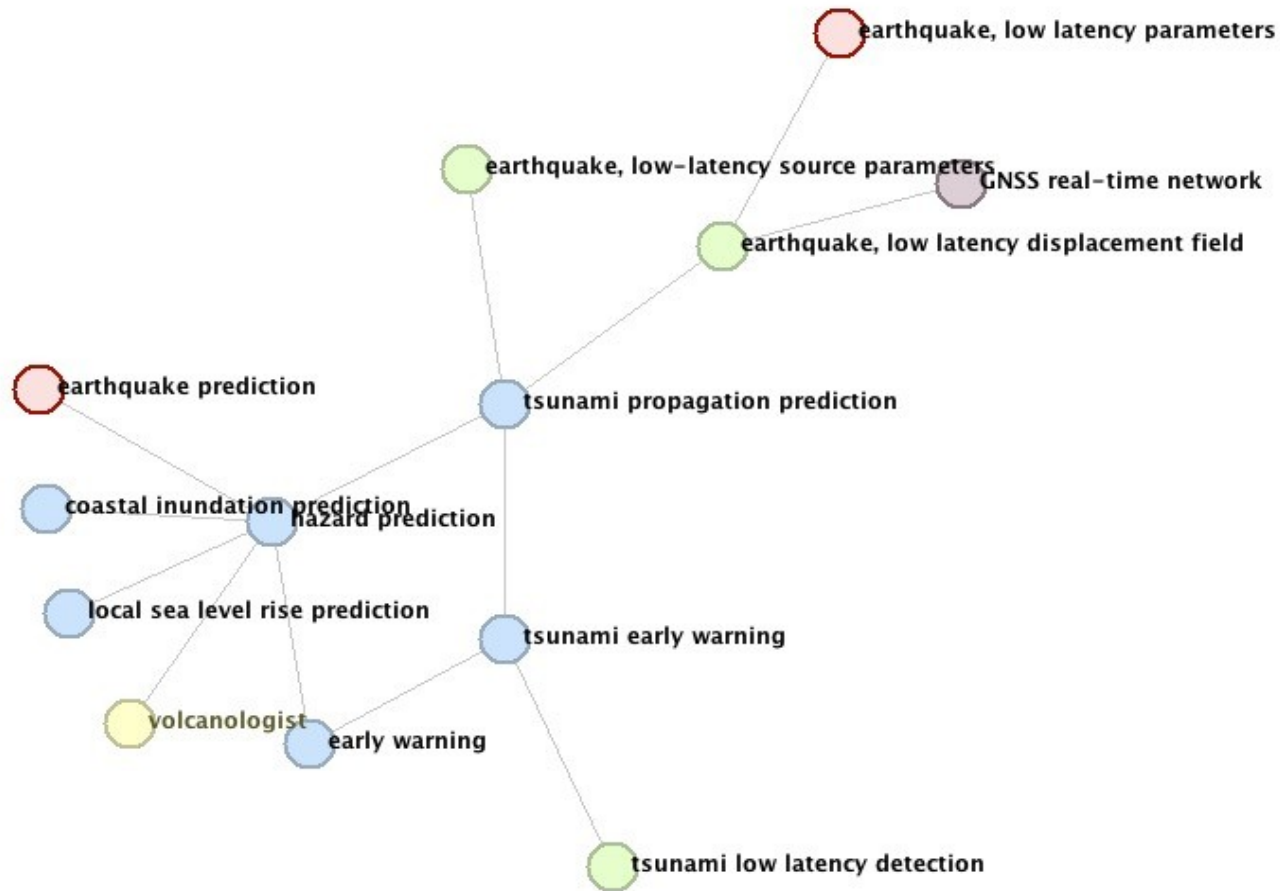 earthquake, low latency parameters
earthquake, low-latency source parameters
GNSS real-time network
earthquake, low latency displacement field
earthquake prediction
tsunami propagation prediction
coastal inundation prediction
hazard prediction
local sea level rise prediction
tsunami early warning
volcanologist
early warning
tsunami low latency detection